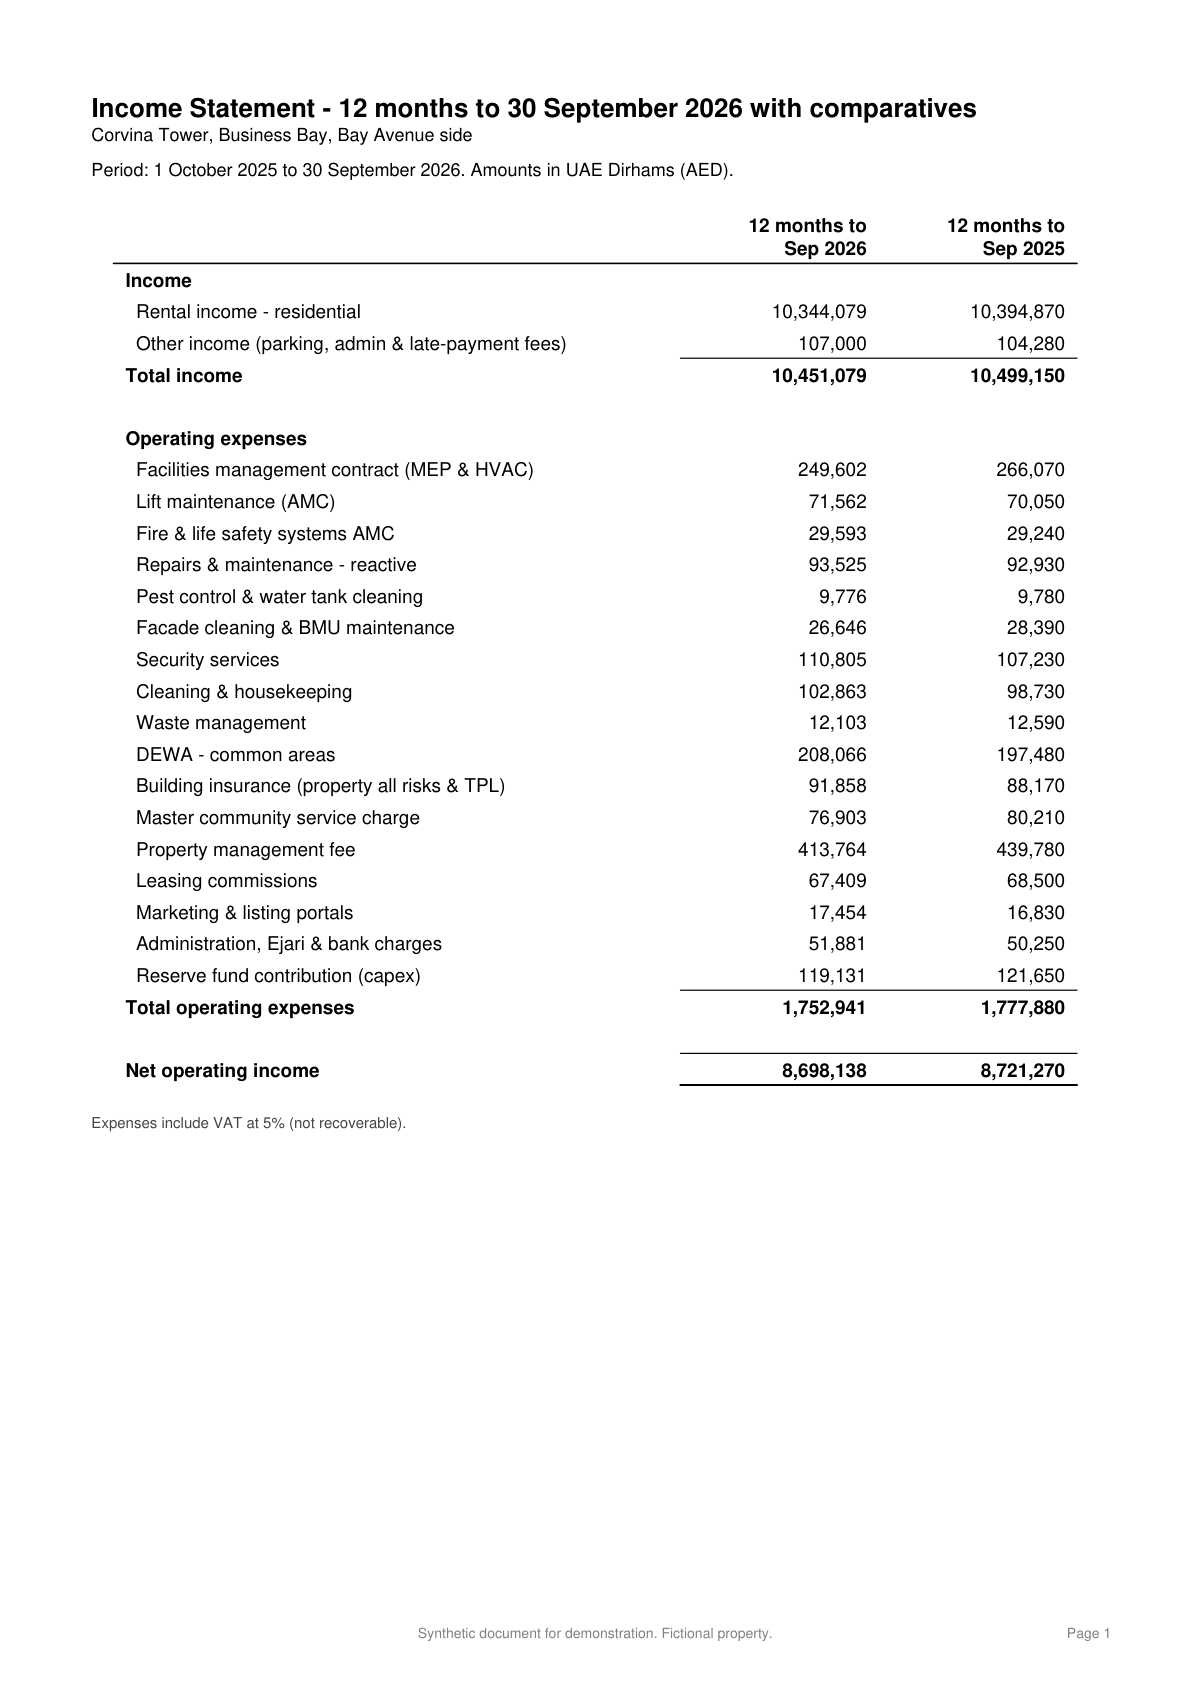 Income Statement - 12 months to 30 September 2026 with comparatives
Corvina Tower, Business Bay, Bay Avenue side
Period: 1 October 2025 to 30 September 2026. Amounts in UAE Dirhams (AED).
12 months to Sep 2026 12 months to Sep 2025
Income
Rental income - residential 10,344,079 10,394,870
Other income (parking, admin & late-payment fees) 107,000 104,280
Total income 10,451,079 10,499,150
Operating expenses
Facilities management contract (MEP & HVAC) 249,602 266,070
Lift maintenance (AMC) 71,562 70,050
Fire & life safety systems AMC 29,593 29,240
Repairs & maintenance - reactive 93,525 92,930
Pest control & water tank cleaning 9,776 9,780
Facade cleaning & BMU maintenance 26,646 28,390
Security services 110,805 107,230
Cleaning & housekeeping 102,863 98,730
Waste management 12,103 12,590
DEWA - common areas 208,066 197,480
Building insurance (property all risks & TPL) 91,858 88,170
Master community service charge 76,903 80,210
Property management fee 413,764 439,780
Leasing commissions 67,409 68,500
Marketing & listing portals 17,454 16,830
Administration, Ejari & bank charges 51,881 50,250
Reserve fund contribution (capex) 119,131 121,650
Total operating expenses 1,752,941 1,777,880
Net operating income 8,698,138 8,721,270
Expenses include VAT at 5% (not recoverable).
Synthetic document for demonstration. Fictional property. Page 1